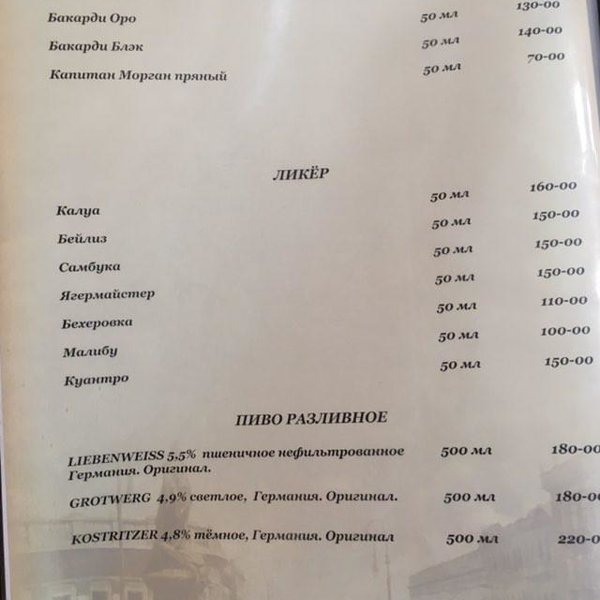 Бакарди Оро 50 мл 130-00
Бакарди Блэк 50 мл 140-00
Капитан Морган пряный 50 мл 70-00
ЛИКЁР
Калуа 50 мл 160-00
Бейлиз 50 мл 150-00
Самбука 50 мл 150-00
Ягермайстер 50 мл 150-00
Бехеровка 50 мл 110-00
Малибу 50 мл 100-00
Куантро 50 мл 150-00
ПИВО РАЗЛИВНОЕ
LIEBENWEISS 5,5% пшеничное нефильтрованное 500 мл 180-00
Германия. Оригинал.
GROTWERG 4,9% светлое, Германия. Оригинал. 500 мл 180-00
KOSTRITZER 4,8% тёмное, Германия. Оригинал 500 мл 220-0